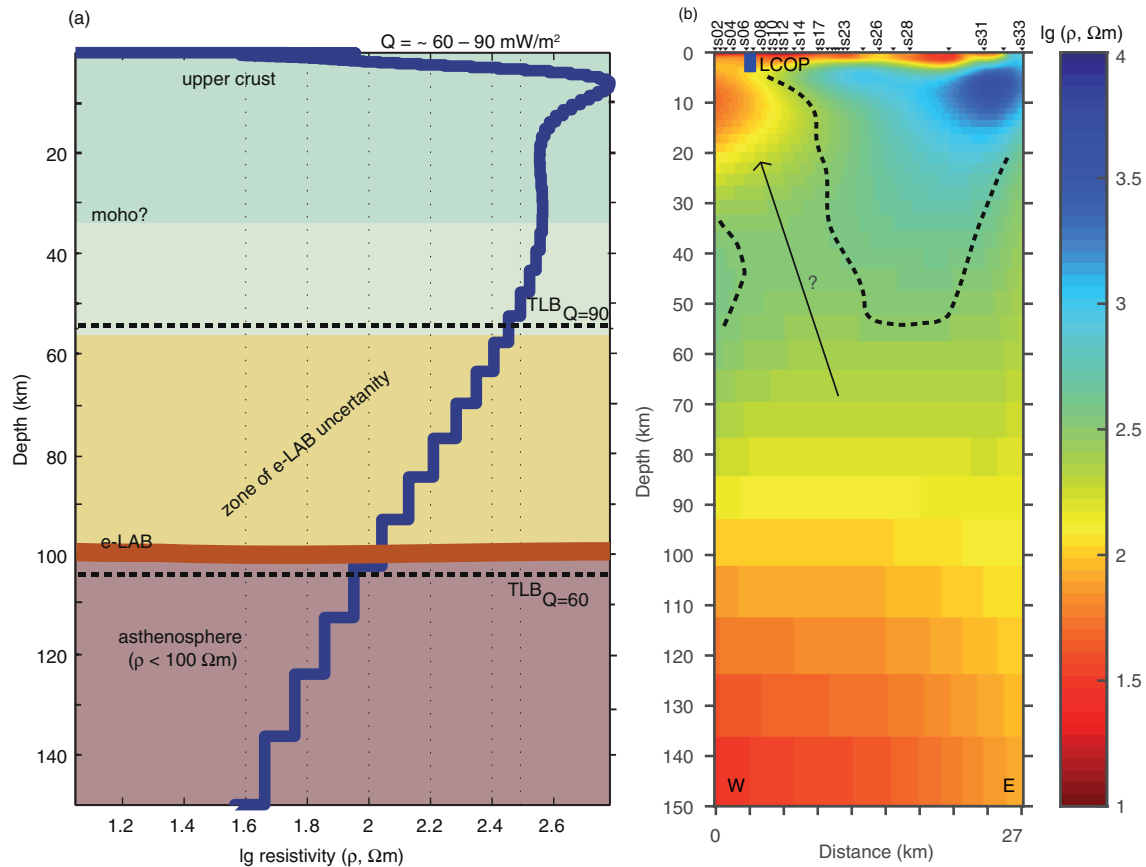 (a)
Q = ~ 60 – 90 mW/m²
upper crust
moho?
TLB Q=90
zone of e-LAB uncertanity
e-LAB
TLB Q=60
asthenosphere
(ρ < 100 Ωm)
Depth (km)
20
40
60
80
100
120
140
1.2
1.4
1.6
1.8
2
2.2
2.4
2.6
lg resistivity (ρ, Ωm)
(b)
s02
s04
s06
s08
s10
s12
s14
s17
s23
s26
s28
s31
s33
lg (ρ, Ωm)
LCOP
?
W
E
Depth (km)
0
10
20
30
40
50
60
70
80
90
100
110
120
130
140
150
0
27
Distance (km)
4
3.5
3
2.5
2
1.5
1